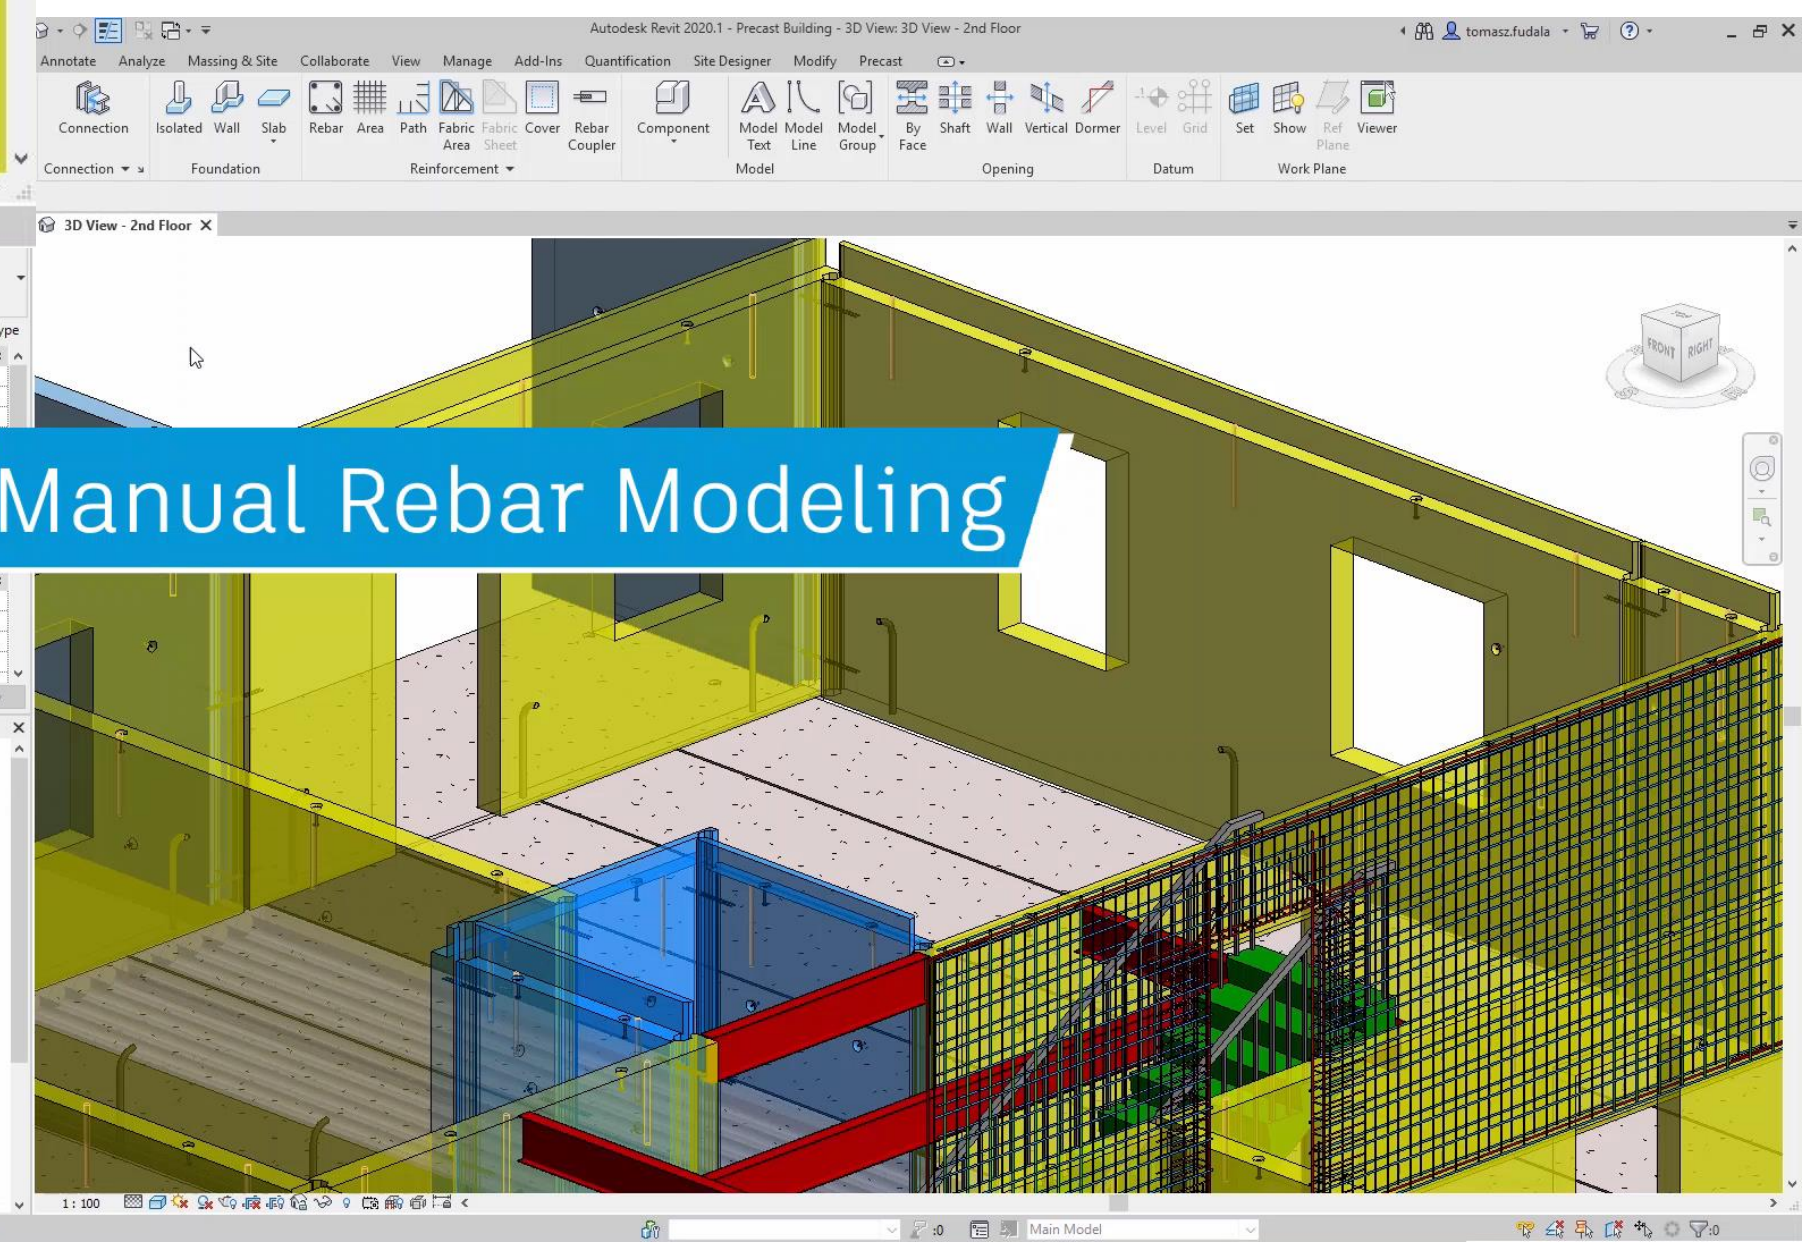 Autodesk Revit 2020.1 - Precast Building - 3D View: 3D View - 2nd Floor
tomasz.fudala
Annotate Analyze Massing & Site Collaborate View Manage Add-Ins Quantification Site Designer Modify Precast
Connection Isolated Wall Slab Rebar Area Path Fabric Area Fabric Sheet Cover Rebar Coupler Component Model Text Model Line Model Group By Face Shaft Wall Vertical Dormer Level Grid Set Show Ref Plane Viewer
Connection Foundation Reinforcement Model Opening Datum Work Plane
3D View - 2nd Floor
ype
FRONT RIGHT
Manual Rebar Modeling
1 : 100
:0 Main Model :0